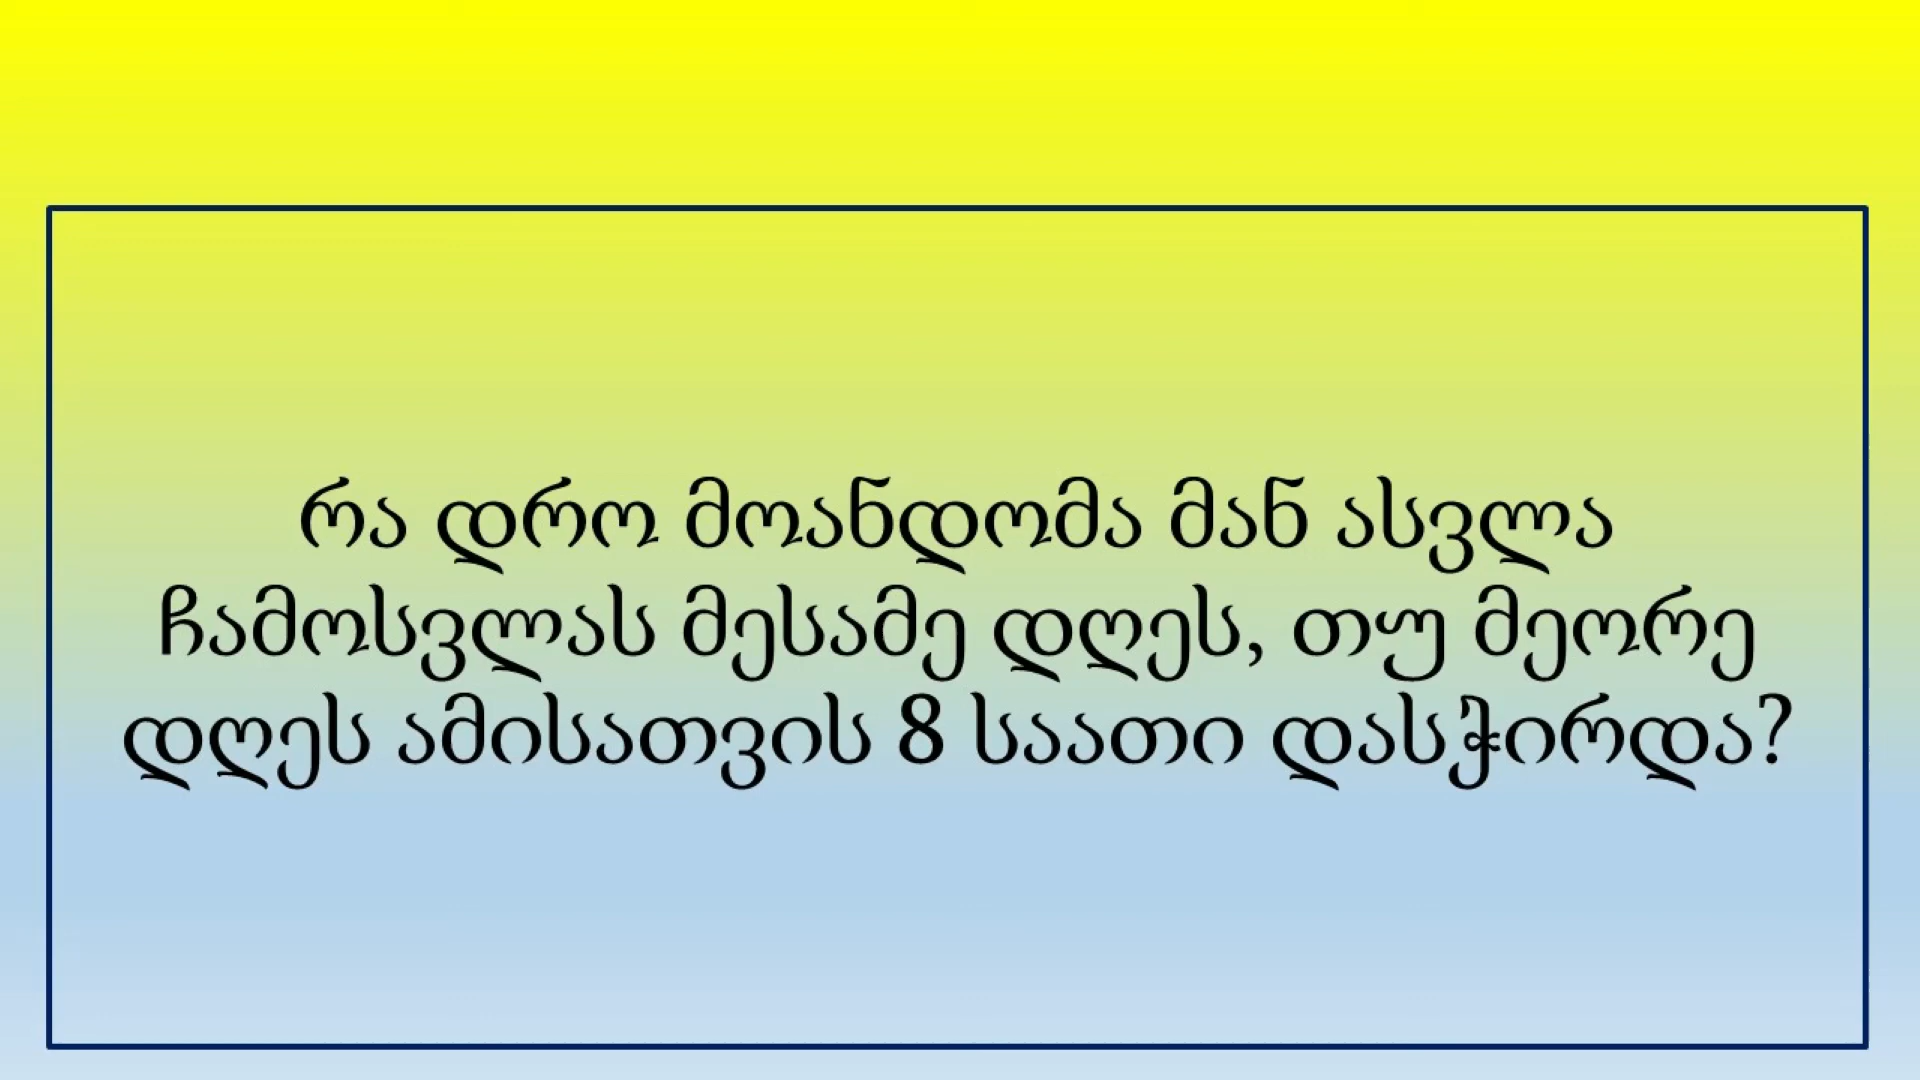 რა დრო მოანდომა მან ასვლა
ჩამოსვლას მესამე დღეს, თუ მეორე
დღეს ამისათვის 8 საათი დასჭირდა?